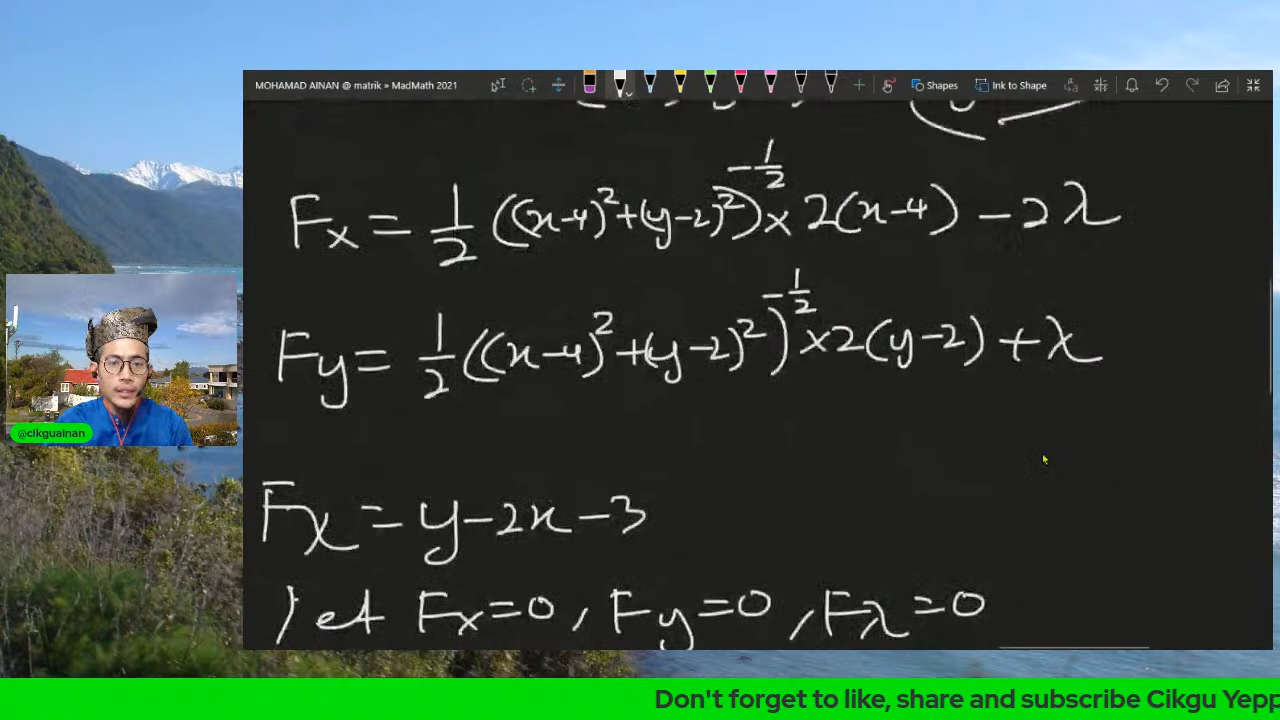 MOHAMAD AINAN @ matrik » MadMath 2021
Shapes
Ink to Shape
Fx = 1/2 ((x-4)²+(y-2)²)^-1/2 × 2(x-4) - 2λ
Fy = 1/2 ((x-4)²+(y-2)²)^-1/2 × 2(y-2) + λ
@cikguainan
Fλ = y-2x-3
let Fx=0, Fy=0, Fλ=0
Don't forget to like, share and subscribe Cikgu Yepp